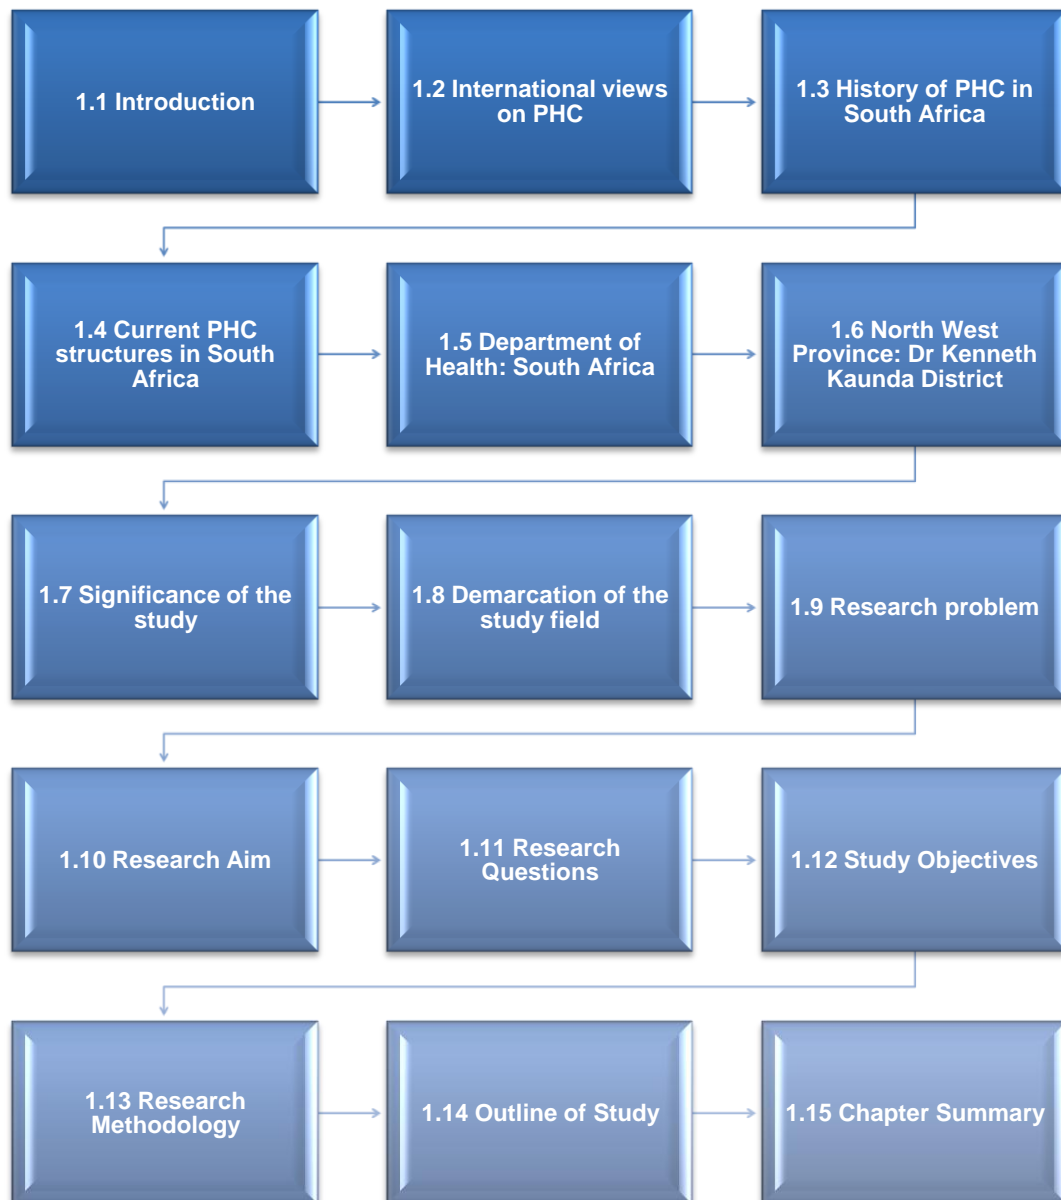 1.1 Introduction
1.2 International views
on PHC
1.3 History of PHC in
South Africa
1.4 Current PHC
structures in South
Africa
1.5 Department of
Health: South Africa
1.6 North West
Province: Dr Kenneth
Kaunda District
1.7 Significance of the
study
1.8 Demarcation of the
study field
1.9 Research problem
1.10 Research Aim
1.11 Research
Questions
1.12 Study Objectives
1.13 Research
Methodology
1.14 Outline of Study
1.15 Chapter Summary